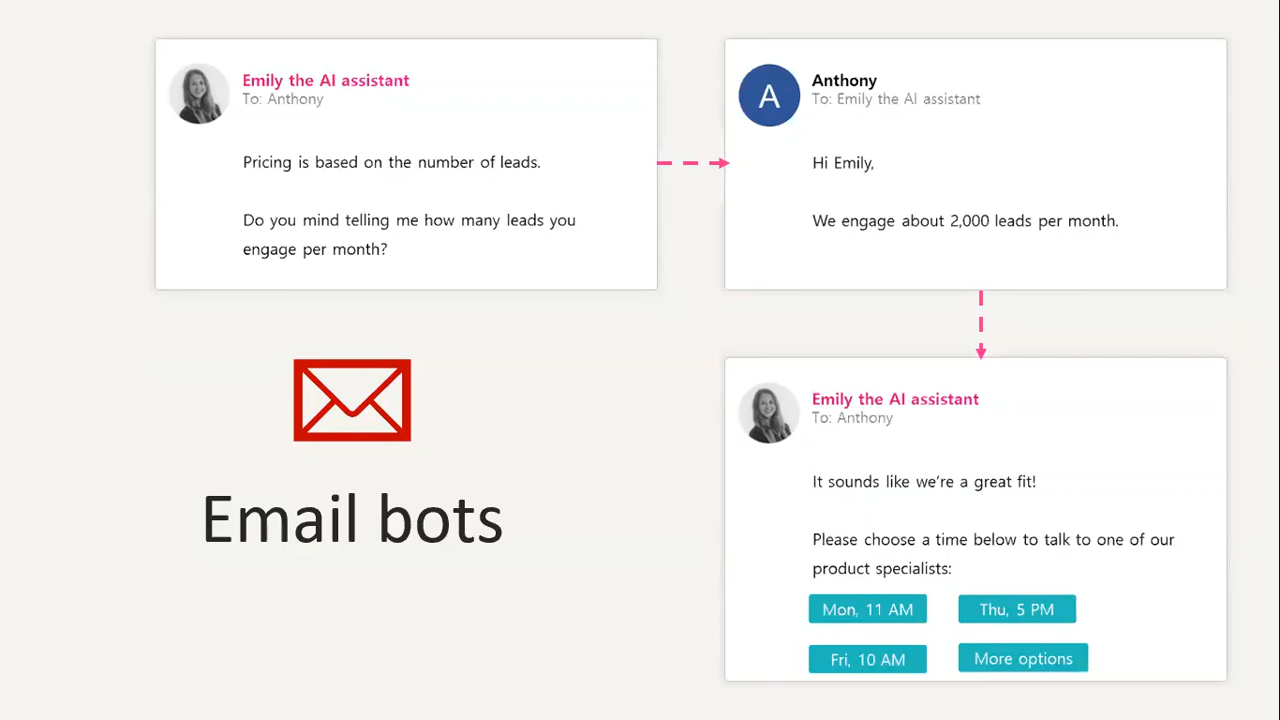 Emily the AI assistant
To: Anthony
Pricing is based on the number of leads.
Do you mind telling me how many leads you
engage per month?
A
Anthony
To: Emily the AI assistant
Hi Emily,
We engage about 2,000 leads per month.
Email bots
Emily the AI assistant
To: Anthony
It sounds like we're a great fit!
Please choose a time below to talk to one of our
product specialists:
Mon, 11 AM
Thu, 5 PM
Fri, 10 AM
More options